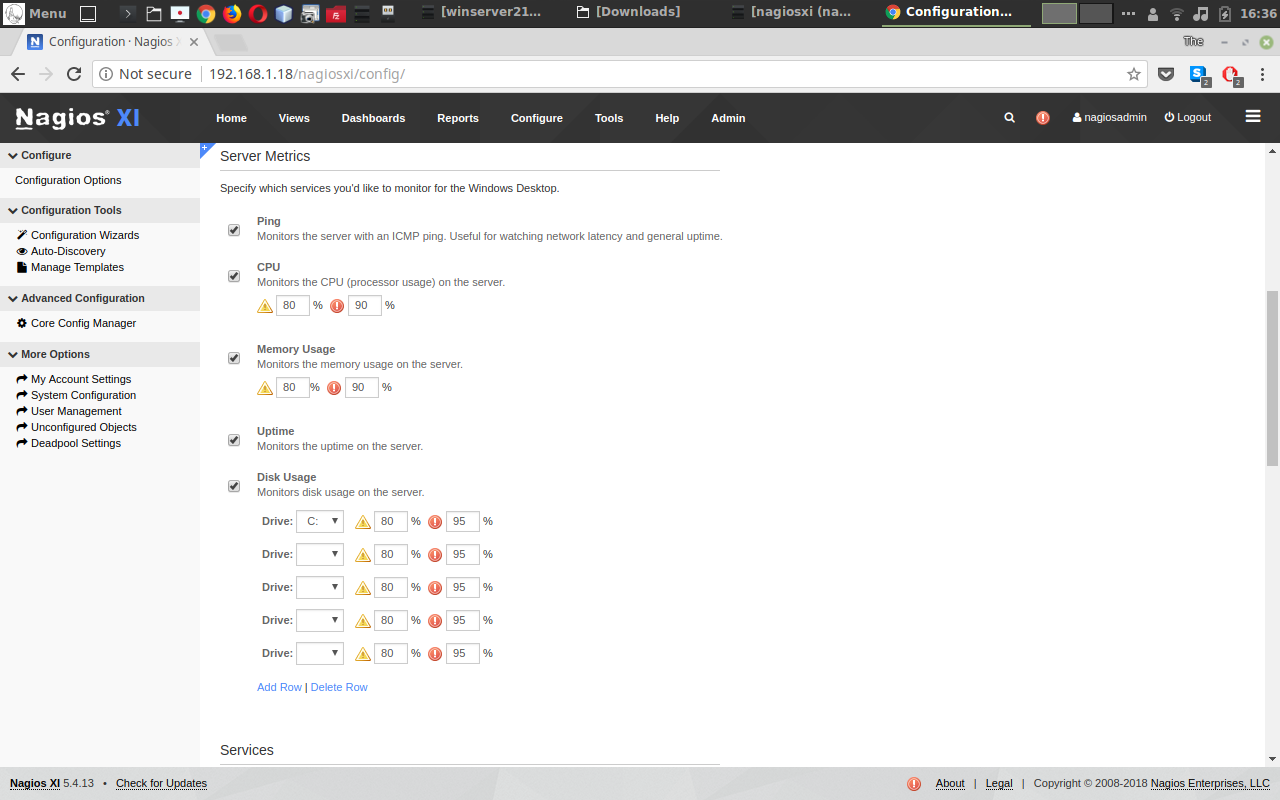 Menu
[winserver21...
[Downloads]
[nagiosxi (na...
Configuration...
16:36
Configuration · Nagios
The
Not secure
192.168.1.18/nagiosxi/config/
2
2
Nagios XI
Home
Views
Dashboards
Reports
Configure
Tools
Help
Admin
nagiosadmin
Logout
Configure
Configuration Options
Configuration Tools
Configuration Wizards
Auto-Discovery
Manage Templates
Advanced Configuration
Core Config Manager
More Options
My Account Settings
System Configuration
User Management
Unconfigured Objects
Deadpool Settings
Server Metrics
Specify which services you'd like to monitor for the Windows Desktop.
Ping
Monitors the server with an ICMP ping. Useful for watching network latency and general uptime.
CPU
Monitors the CPU (processor usage) on the server.
80 % 90 %
Memory Usage
Monitors the memory usage on the server.
80 % 90 %
Uptime
Monitors the uptime on the server.
Disk Usage
Monitors disk usage on the server.
Drive: C: 80 % 95 %
Drive: 80 % 95 %
Drive: 80 % 95 %
Drive: 80 % 95 %
Drive: 80 % 95 %
Add Row | Delete Row
Services
Nagios XI 5.4.13 • Check for Updates
About | Legal | Copyright © 2008-2018 Nagios Enterprises, LLC